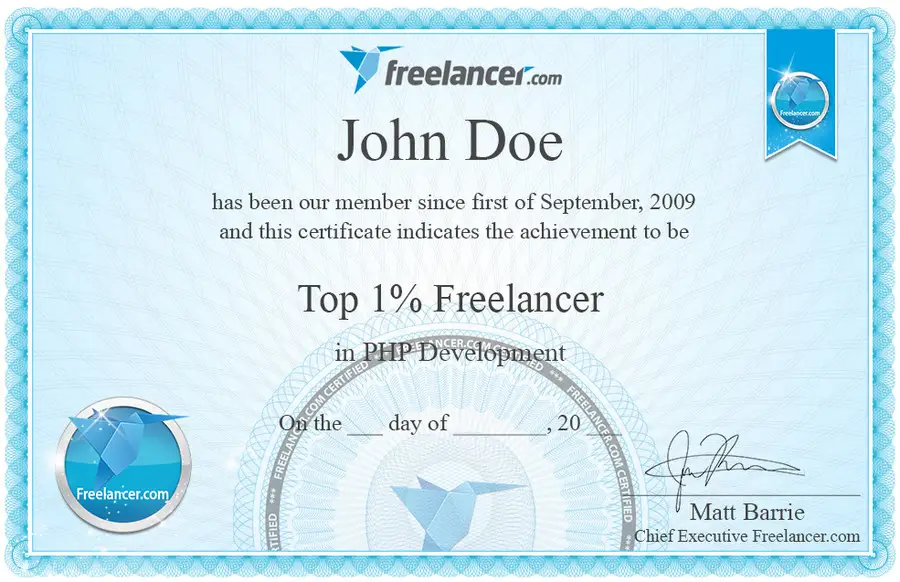 freelancer.com
Freelancer.com
John Doe
has been our member since first of September, 2009
and this certificate indicates the achievement to be
Top 1% Freelancer
in PHP Development
On the ___ day of ________, 20___
FREELANCER.COM CERTIFIED *** FREELANCER.COM CERTIFIED *** FREELANCER.COM CERTIFIED ***
Freelancer.com
Matt Barrie
Chief Executive Freelancer.com